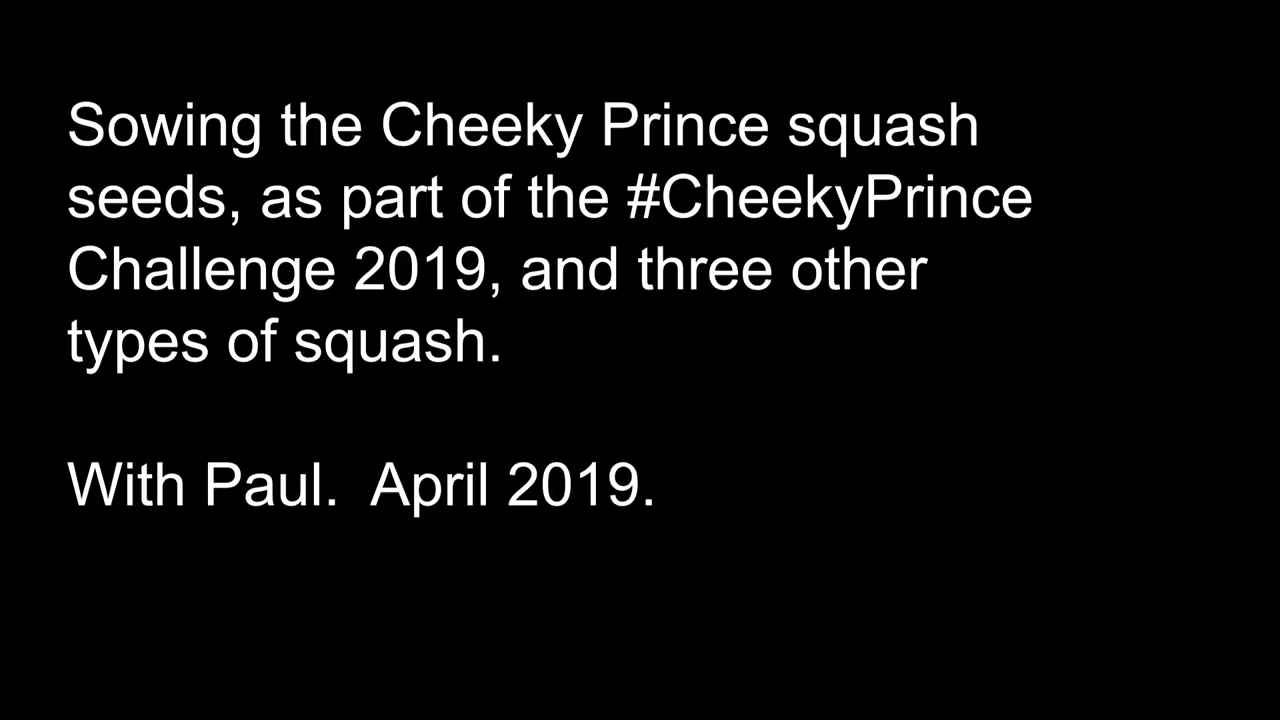 Sowing the Cheeky Prince squash
seeds, as part of the #CheekyPrince
Challenge 2019, and three other
types of squash.
With Paul.  April 2019.